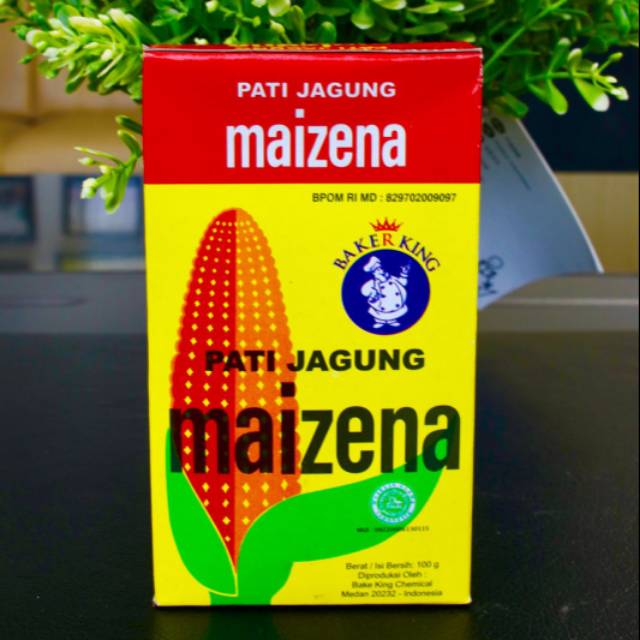 PATI JAGUNG
maizena
BPOM RI MD : 829702009097
BAKER KING
PATI JAGUNG
maizena
Berat / Isi Bersih: 100 g
Diproduksi Oleh :
Bake King Chemical
Medan 20232 - Indonesia